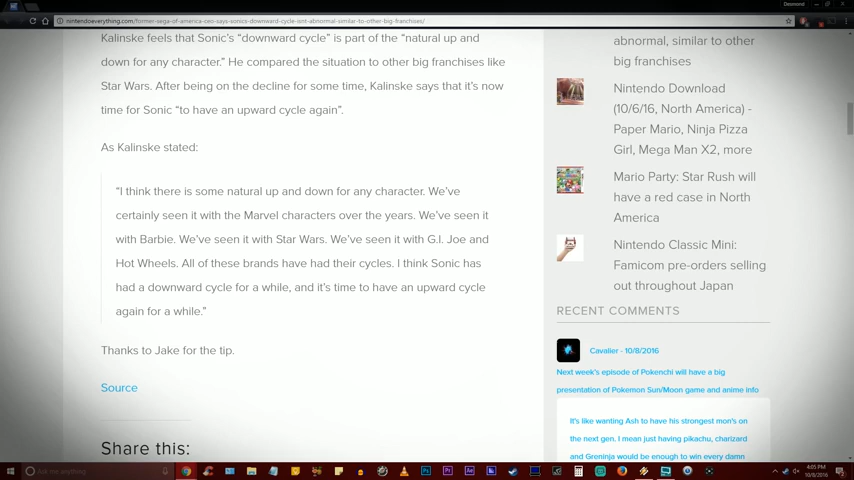 Desmond
nintendoeverything.com/former-sega-of-america-ceo-says-sonics-downward-cycle-isnt-abnormal-similar-to-other-big-franchises/
Kalinske feels that Sonic's “downward cycle” is part of the “natural up and
down for any character.” He compared the situation to other big franchises like
Star Wars. After being on the decline for some time, Kalinske says that it's now
time for Sonic “to have an upward cycle again”.
As Kalinske stated:
“I think there is some natural up and down for any character. We've
certainly seen it with the Marvel characters over the years. We've seen it
with Barbie. We've seen it with Star Wars. We've seen it with G.I. Joe and
Hot Wheels. All of these brands have had their cycles. I think Sonic has
had a downward cycle for a while, and it's time to have an upward cycle
again for a while.”
Thanks to Jake for the tip.
Source
Share this:
abnormal, similar to other
big franchises
Nintendo Download
(10/6/16, North America) -
Paper Mario, Ninja Pizza
Girl, Mega Man X2, more
Mario Party: Star Rush will
have a red case in North
America
Nintendo Classic Mini:
Famicom pre-orders selling
out throughout Japan
RECENT COMMENTS
Cavalier - 10/8/2016
Next week's episode of Pokenchi will have a big
presentation of Pokemon Sun/Moon game and anime info
It's like wanting Ash to have his strongest mon's on
the next gen. I mean just having pikachu, charizard
and Greninja would be enough to win every damn
Ask me anything
4:05 PM
10/8/2016